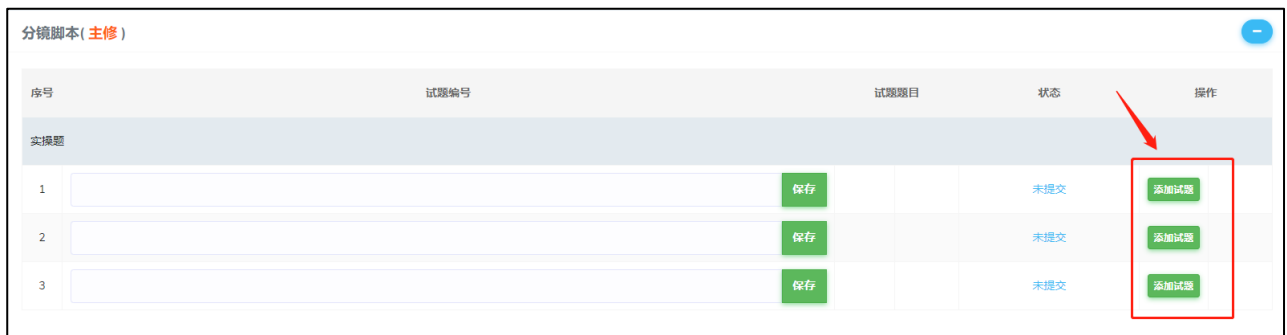 分镜脚本( 主修 )
序号 试题编号 试题题目 状态 操作
实操题
1 保存 未提交 添加试题
2 保存 未提交 添加试题
3 保存 未提交 添加试题